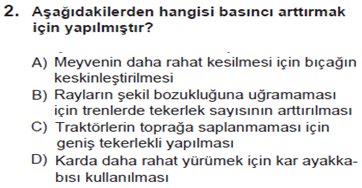 2. Aşağıdakilerden hangisi basıncı arttırmak
için yapılmıştır?
A) Meyvenin daha rahat kesilmesi için bıçağın
keskinleştirilmesi
B) Rayların şekil bozukluğuna uğramaması
için trenlerde tekerlek sayısının arttırılması
C) Traktörlerin toprağa saplanmaması için
geniş tekerlekli yapılması
D) Karda daha rahat yürümek için kar ayakka-
bısı kullanılması